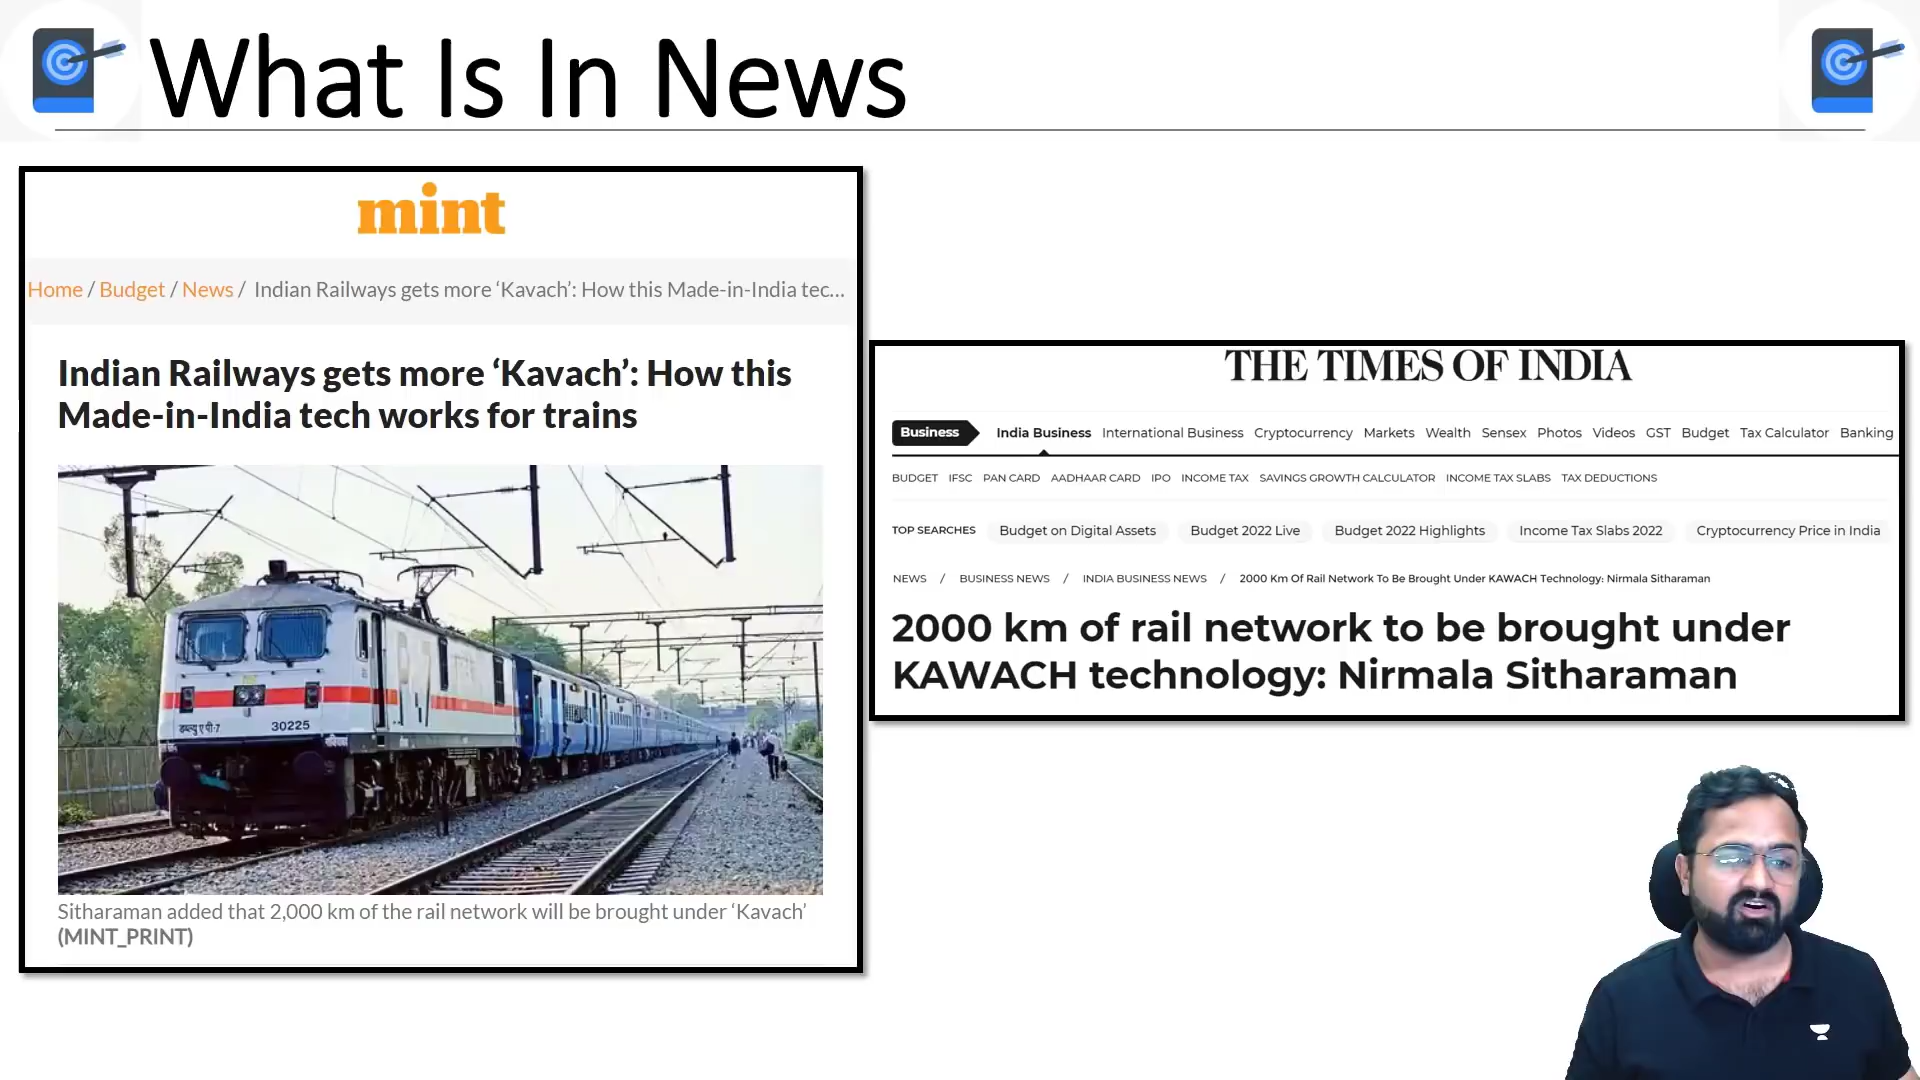 What Is In News
mint
Home / Budget / News / Indian Railways gets more ‘Kavach’: How this Made-in-India tec...
Indian Railways gets more ‘Kavach’: How this
Made-in-India tech works for trains
डब्ल्यू ए पी-7
30225
Sitharaman added that 2,000 km of the rail network will be brought under ‘Kavach’
(MINT_PRINT)
THE TIMES OF INDIA
Business India Business International Business Cryptocurrency Markets Wealth Sensex Photos Videos GST Budget Tax Calculator Banking
BUDGET IFSC PAN CARD AADHAAR CARD IPO INCOME TAX SAVINGS GROWTH CALCULATOR INCOME TAX SLABS TAX DEDUCTIONS
TOP SEARCHES Budget on Digital Assets Budget 2022 Live Budget 2022 Highlights Income Tax Slabs 2022 Cryptocurrency Price in India
NEWS / BUSINESS NEWS / INDIA BUSINESS NEWS / 2000 Km Of Rail Network To Be Brought Under KAWACH Technology: Nirmala Sitharaman
2000 km of rail network to be brought under
KAWACH technology: Nirmala Sitharaman